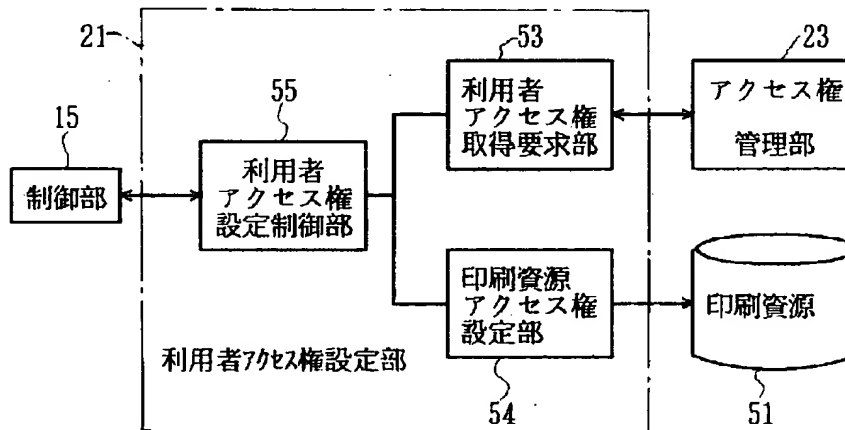 21
53
23
利用者
アクセス権
取得要求部
アクセス権
管理部
55
15
利用者
アクセス権
設定制御部
制御部
印刷資源
アクセス権
設定部
印刷資源
利用者アクセス権設定部
54
51